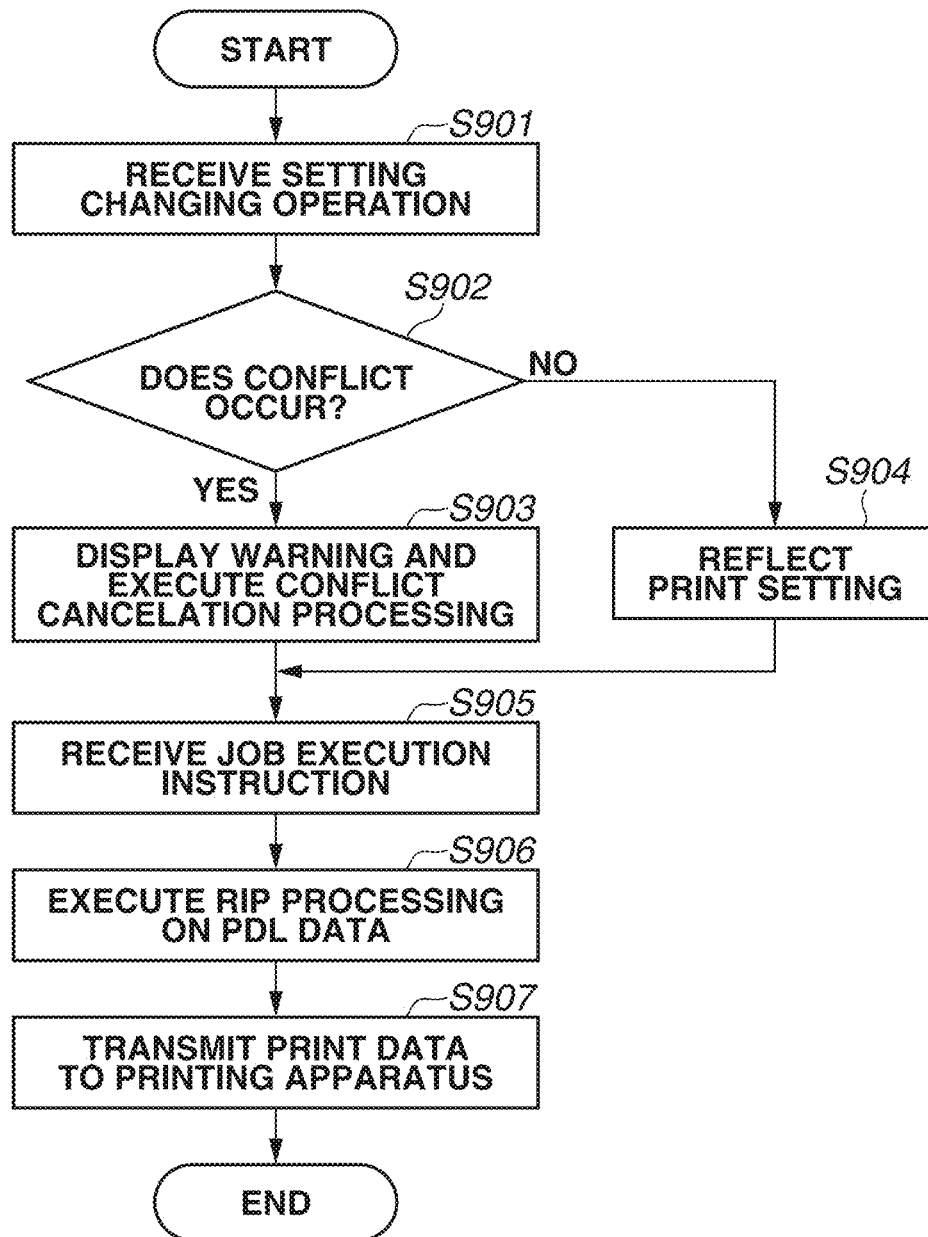 START
S901
RECEIVE SETTING
CHANGING OPERATION
S902
DOES CONFLICT
OCCUR?
NO
YES
S903
DISPLAY WARNING AND
EXECUTE CONFLICT
CANCELATION PROCESSING
S904
REFLECT
PRINT SETTING
S905
RECEIVE JOB EXECUTION
INSTRUCTION
S906
EXECUTE RIP PROCESSING
ON PDL DATA
S907
TRANSMIT PRINT DATA
TO PRINTING APPARATUS
END